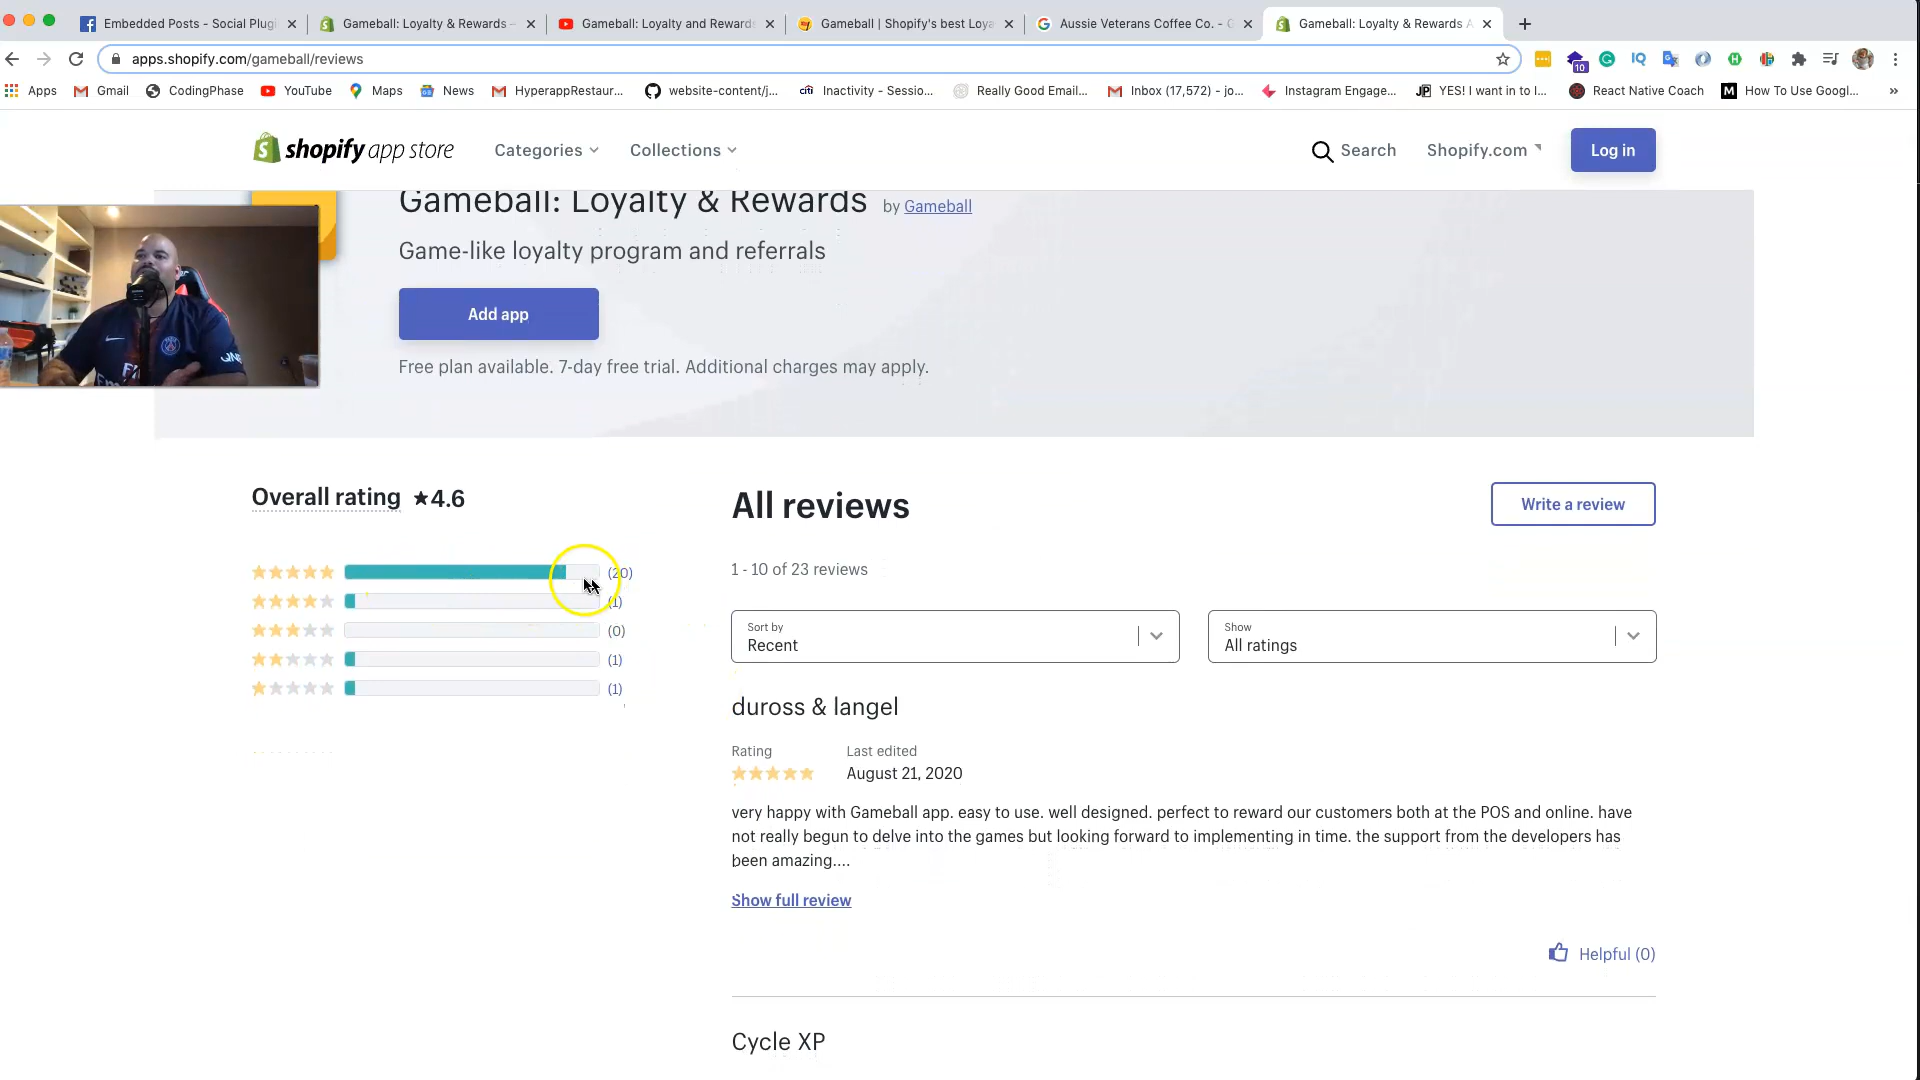 Embedded Posts - Social Plugi
Gameball: Loyalty & Rewards -
Gameball: Loyalty and Reward
Gameball | Shopify's best Loya
Aussie Veterans Coffee Co. - G
Gameball: Loyalty & Rewards A
apps.shopify.com/gameball/reviews
10
Apps
Gmail
CodingPhase
YouTube
Maps
News
HyperappRestaur...
website-content/j...
citi
Inactivity - Sessio...
Really Good Email...
Inbox (17,572) - jo...
Instagram Engage...
YES! I want in to I...
React Native Coach
How To Use Googl...
shopify app store
Categories
Collections
Search
Shopify.com
Log in
Gameball: Loyalty & Rewards by Gameball
Game-like loyalty program and referrals
Add app
Free plan available. 7-day free trial. Additional charges may apply.
Overall rating ★4.6
(20)
(1)
(0)
(1)
(1)
All reviews
Write a review
1 - 10 of 23 reviews
Sort by
Recent
Show
All ratings
duross & langel
Rating
Last edited
August 21, 2020
very happy with Gameball app. easy to use. well designed. perfect to reward our customers both at the POS and online. have
not really begun to delve into the games but looking forward to implementing in time. the support from the developers has
been amazing....
Show full review
Helpful (0)
Cycle XP